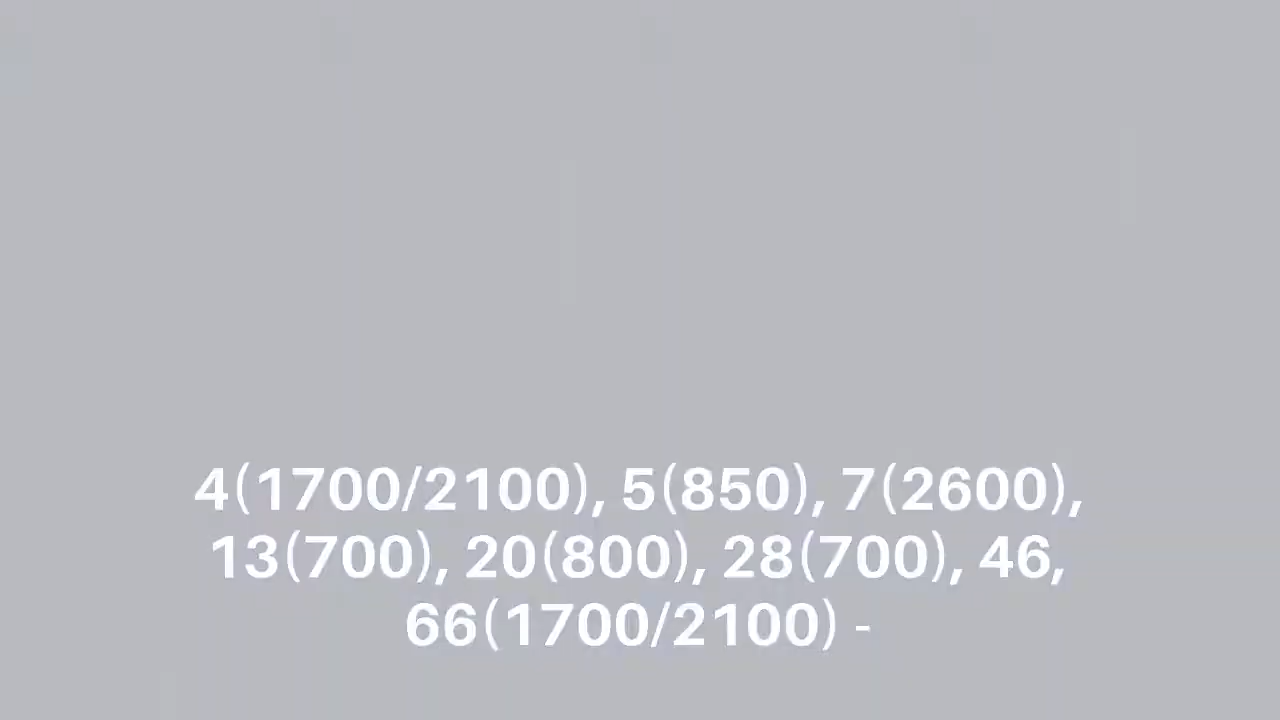 4(1700/2100), 5(850), 7(2600),
13(700), 20(800), 28(700), 46,
66(1700/2100) -